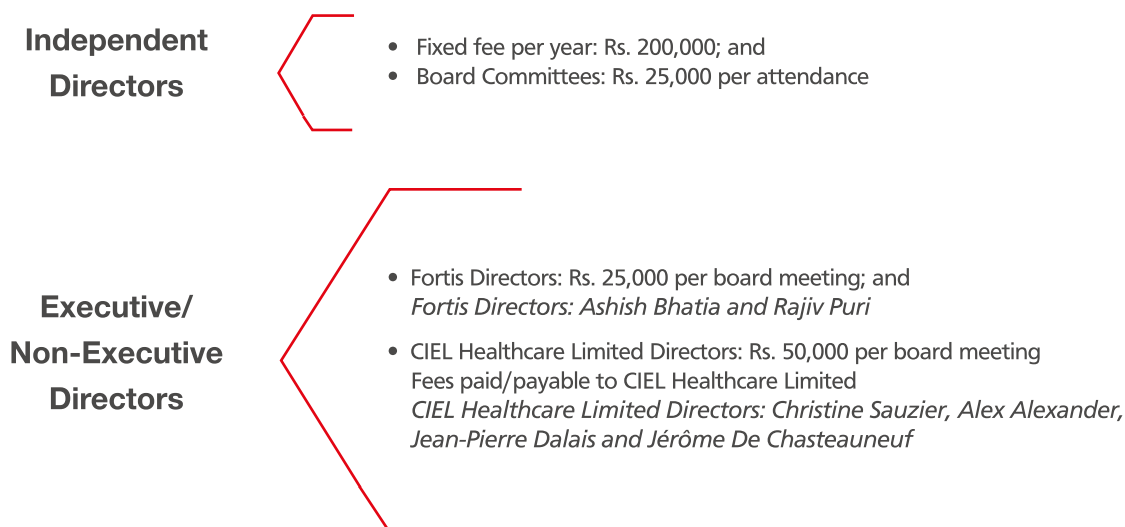 Independent
Directors
• Fixed fee per year: Rs. 200,000; and
• Board Committees: Rs. 25,000 per attendance
Executive/
Non-Executive
Directors
• Fortis Directors: Rs. 25,000 per board meeting; and
Fortis Directors: Ashish Bhatia and Rajiv Puri
• CIEL Healthcare Limited Directors: Rs. 50,000 per board meeting
Fees paid/payable to CIEL Healthcare Limited
CIEL Healthcare Limited Directors: Christine Sauzier, Alex Alexander,
Jean-Pierre Dalais and Jérôme De Chasteauneuf